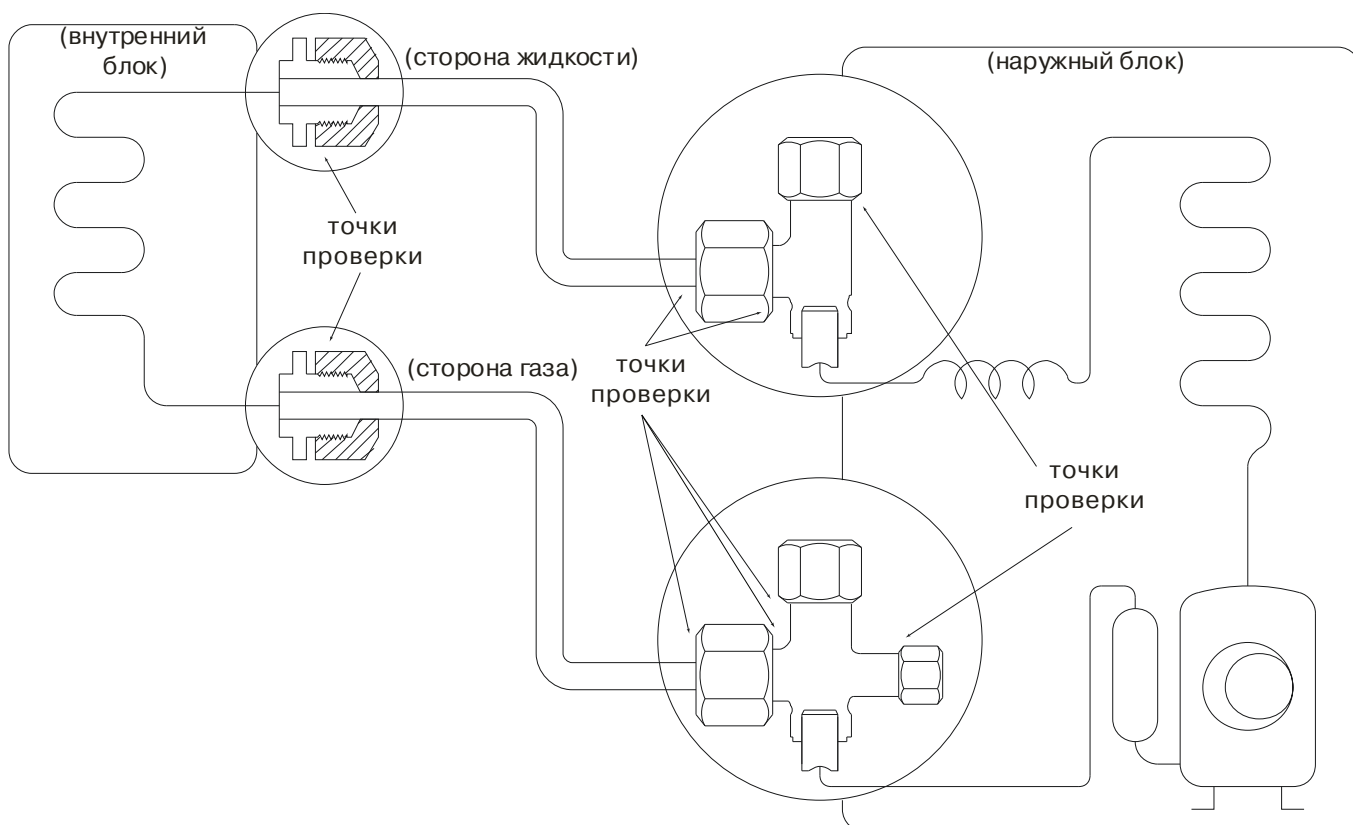 (внутренний
блок)
(сторона жидкости)
(наружный блок)
точки
проверки
(сторона газа)
точки
проверки
точки
проверки